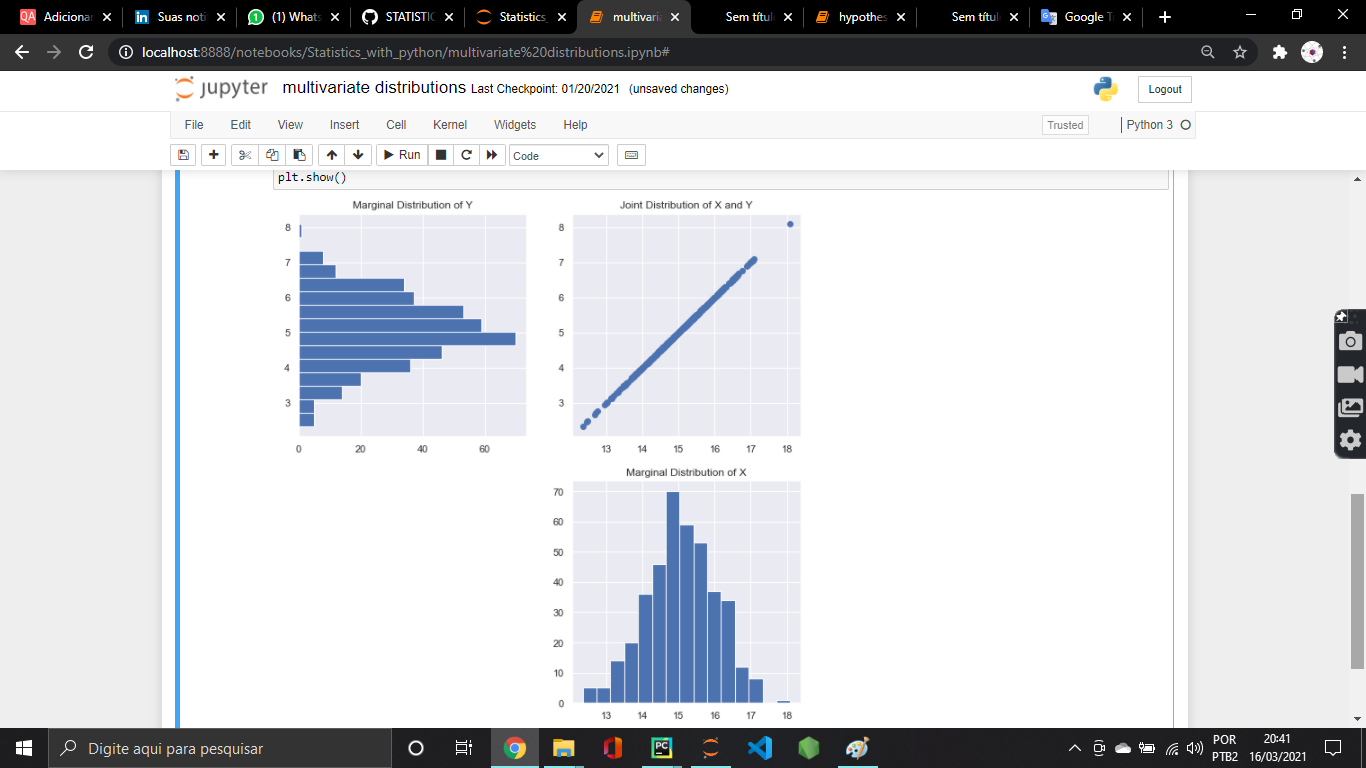 Adicionar
Suas noti
(1) Whats
STATISTIC
Statistics_
multivaria
Sem títul
hypothes
Sem títul
Google Tr
localhost:8888/notebooks/Statistics_with_python/multivariate%20distributions.ipynb#
jupyter multivariate distributions Last Checkpoint: 01/20/2021 (unsaved changes)
Logout
File Edit View Insert Cell Kernel Widgets Help
Trusted
Python 3
Run
Code
plt.show()
Marginal Distribution of Y
8
7
6
5
4
3
0 20 40 60
Joint Distribution of X and Y
8
7
6
5
4
3
13 14 15 16 17 18
Marginal Distribution of X
70
60
50
40
30
20
10
0
13 14 15 16 17 18
Digite aqui para pesquisar
POR
PTB2
20:41
16/03/2021